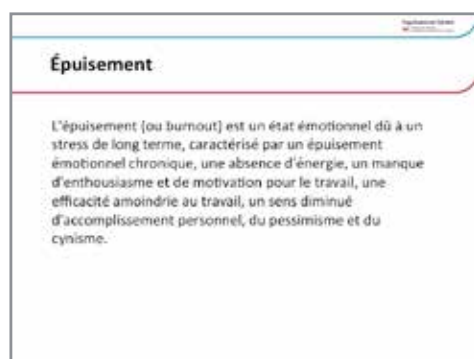 Épuisement
L'épuisement (ou burnout) est un état émotionnel dû à un
stress de long terme, caractérisé par un épuisement
émotionnel chronique, une absence d'énergie, un manque
d'enthousiasme et de motivation pour le travail, une
efficacité amoindrie au travail, un sens diminué
d'accomplissement personnel, du pessimisme et du
cynisme.